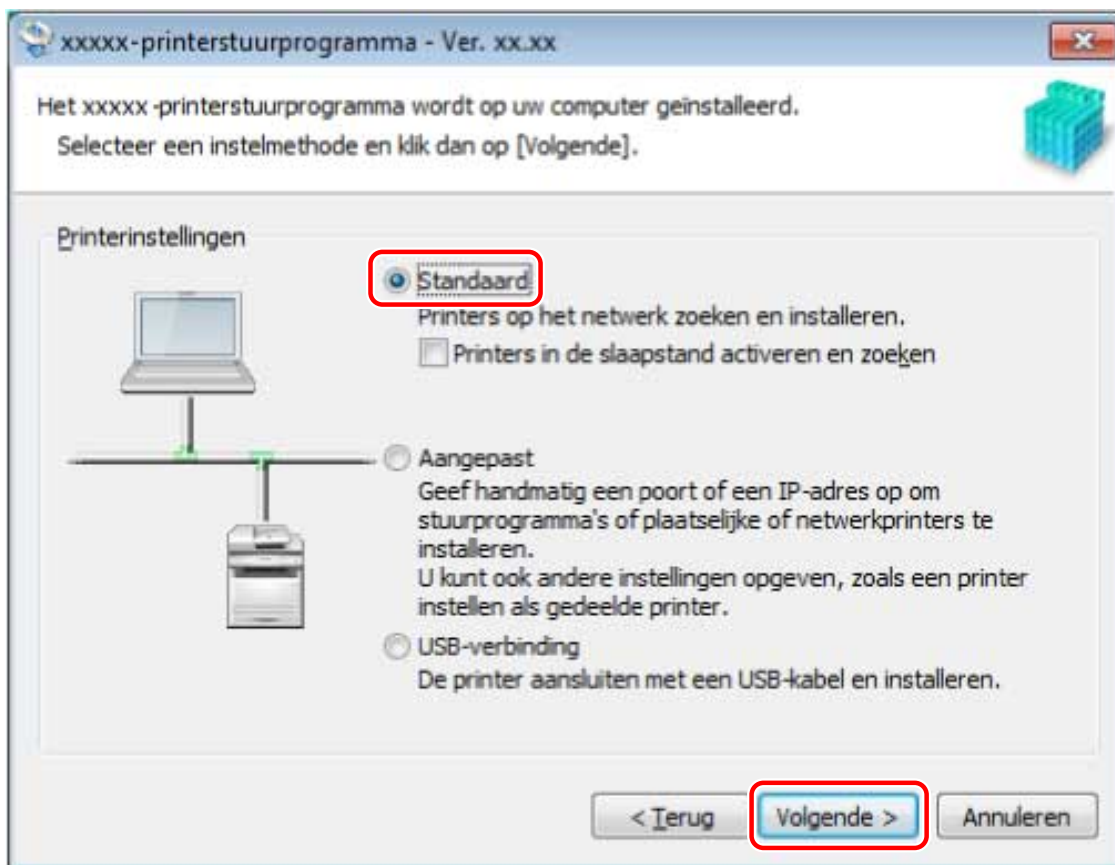 xxxxx-printerstuurprogramma - Ver. xx.xx
Het xxxxx -printerstuurprogramma wordt op uw computer geïnstalleerd.
Selecteer een instelmethode en klik dan op [Volgende].
Printerinstellingen
Standaard
Printers op het netwerk zoeken en installeren.
Printers in de slaapstand activeren en zoeken
Aangepast
Geef handmatig een poort of een IP-adres op om
stuurprogramma's of plaatselijke of netwerkprinters te
installeren.
U kunt ook andere instellingen opgeven, zoals een printer
instellen als gedeelde printer.
USB-verbinding
De printer aansluiten met een USB-kabel en installeren.
< Terug
Volgende >
Annuleren